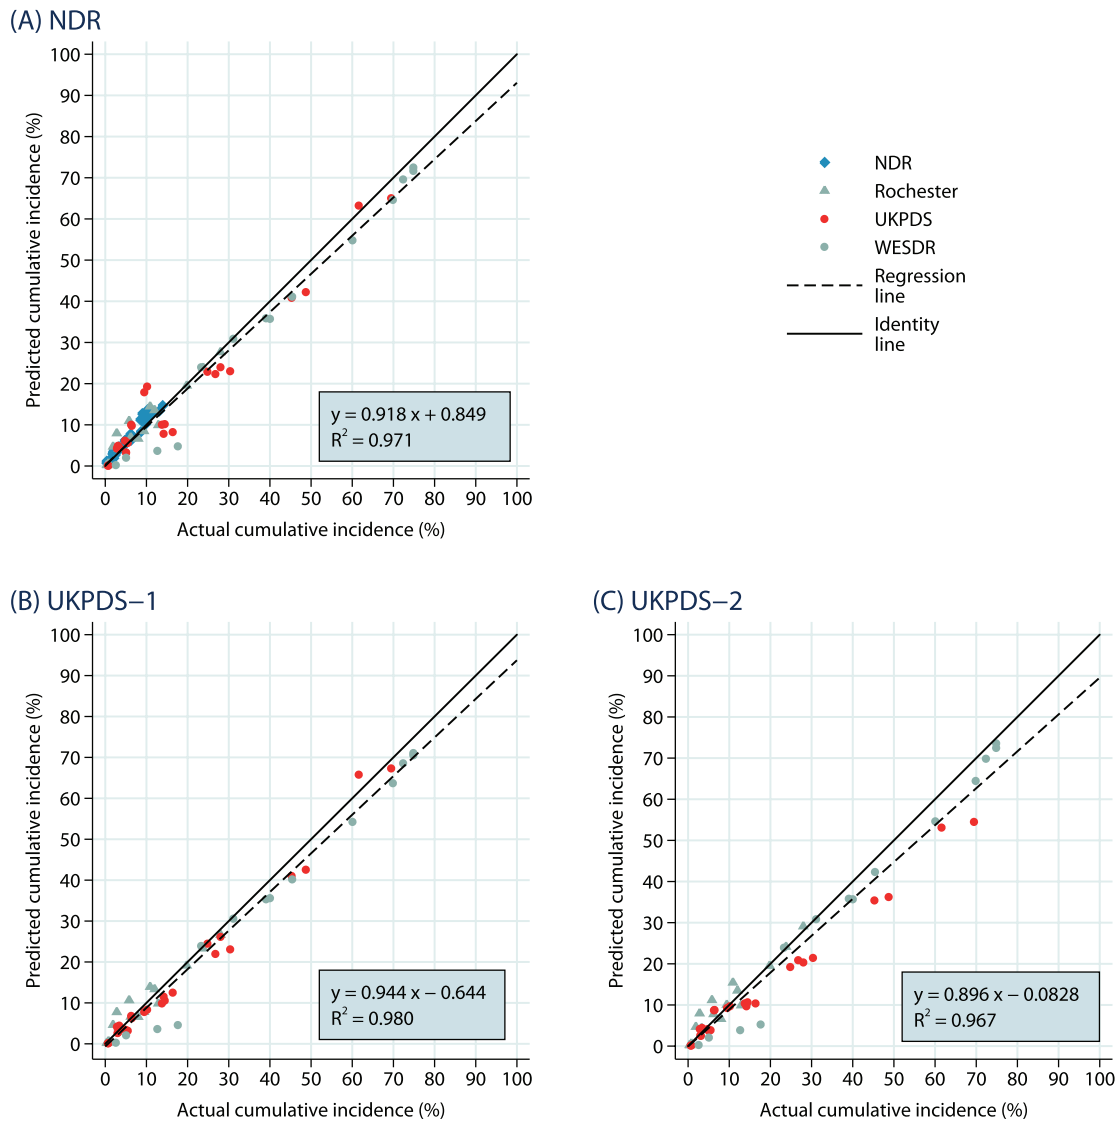 (A) NDR
Predicted cumulative incidence (%)
100
90
80
70
60
50
40
30
20
10
0
y = 0.918 x + 0.849
R² = 0.971
0 10 20 30 40 50 60 70 80 90 100
Actual cumulative incidence (%)
NDR
Rochester
UKPDS
WESDR
Regression
line
Identity
line
(B) UKPDS−1
Predicted cumulative incidence (%)
100
90
80
70
60
50
40
30
20
10
0
y = 0.944 x − 0.644
R² = 0.980
0 10 20 30 40 50 60 70 80 90 100
Actual cumulative incidence (%)
(C) UKPDS−2
Predicted cumulative incidence (%)
100
90
80
70
60
50
40
30
20
10
0
y = 0.896 x − 0.0828
R² = 0.967
0 10 20 30 40 50 60 70 80 90 100
Actual cumulative incidence (%)